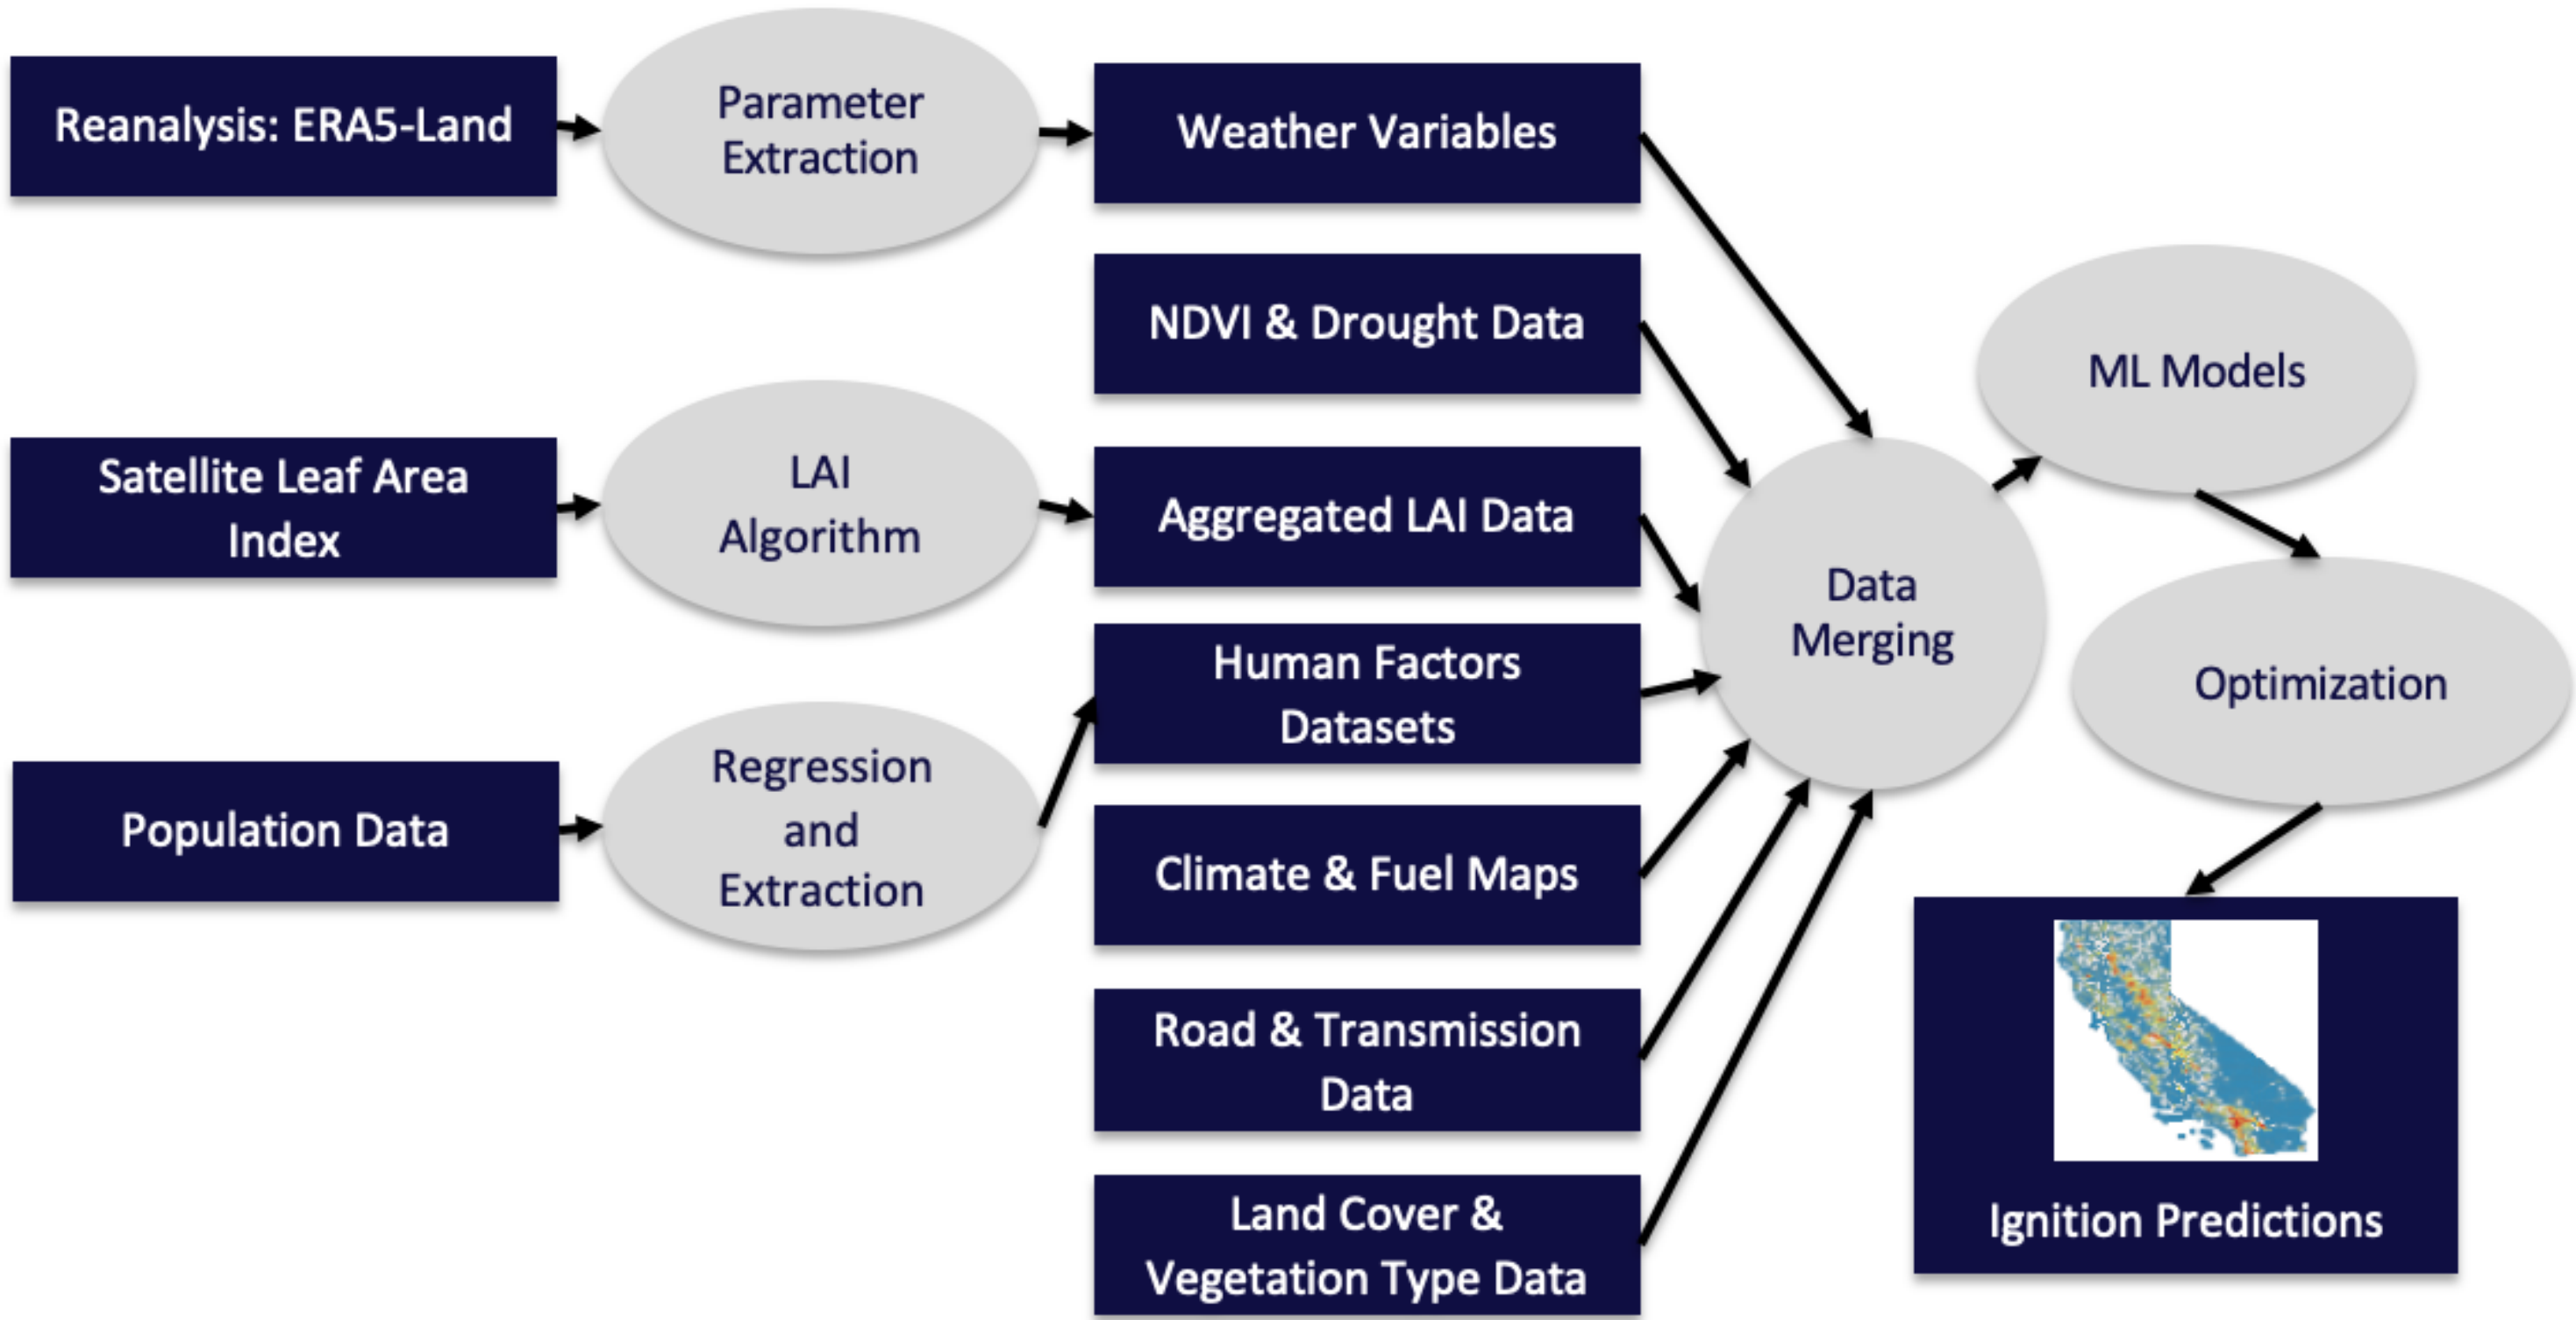 Reanalysis: ERA5-Land
Parameter
Extraction
Weather Variables
NDVI & Drought Data
Satellite Leaf Area
Index
LAI
Algorithm
Aggregated LAI Data
Population Data
Regression
and
Extraction
Human Factors
Datasets
Climate & Fuel Maps
Road & Transmission
Data
Land Cover &
Vegetation Type Data
Data
Merging
ML Models
Optimization
Ignition Predictions